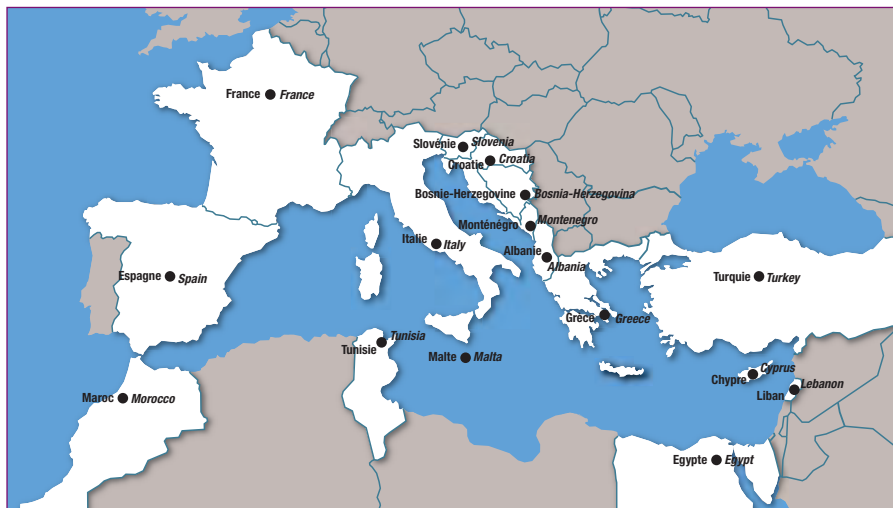 France France
Slovénie Slovenia
Croatie Croatia
Bosnie-Herzegovine Bosnia-Herzegovina
Monténégro Montenegro
Italie Italy
Albanie Albania
Espagne Spain
Turquie Turkey
Grèce Greece
Tunisie Tunisia
Malte Malta
Chypre Cyprus
Liban Lebanon
Maroc Morocco
Egypte Egypt